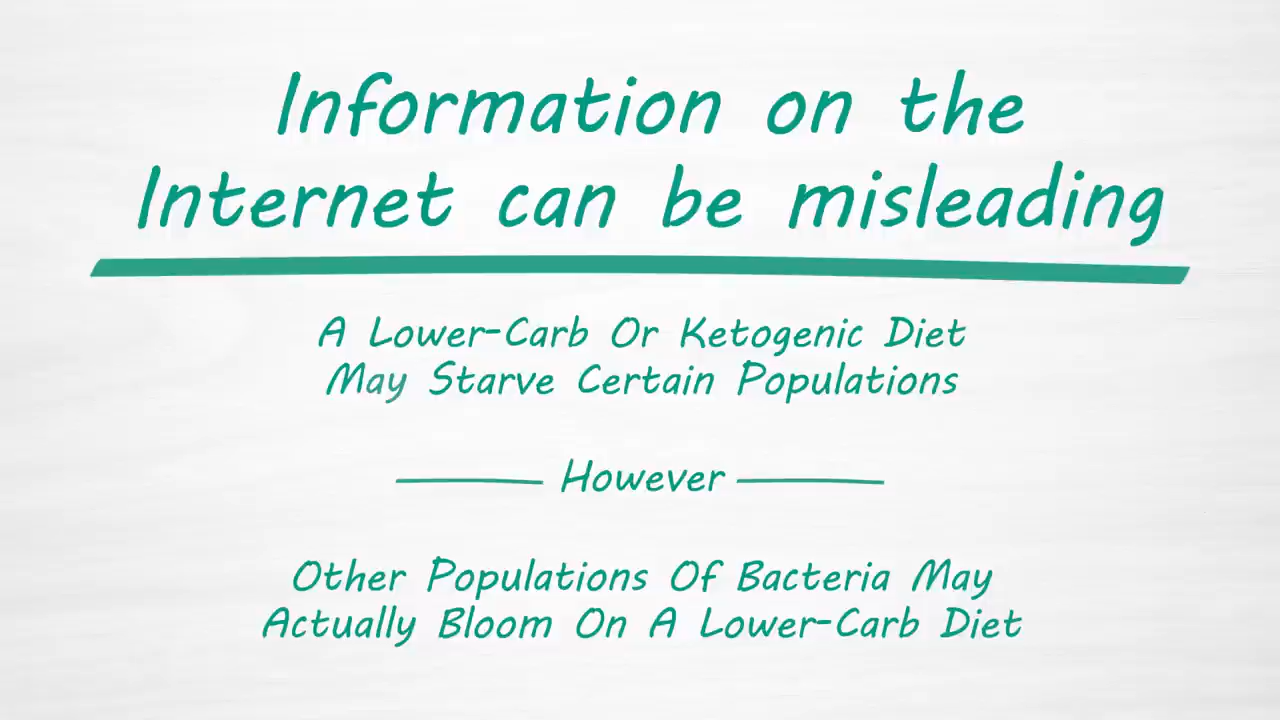 Information on the
Internet can be misleading
A Lower-Carb Or Ketogenic Diet
May Starve Certain Populations
However
Other Populations Of Bacteria May
Actually Bloom On A Lower-Carb Diet